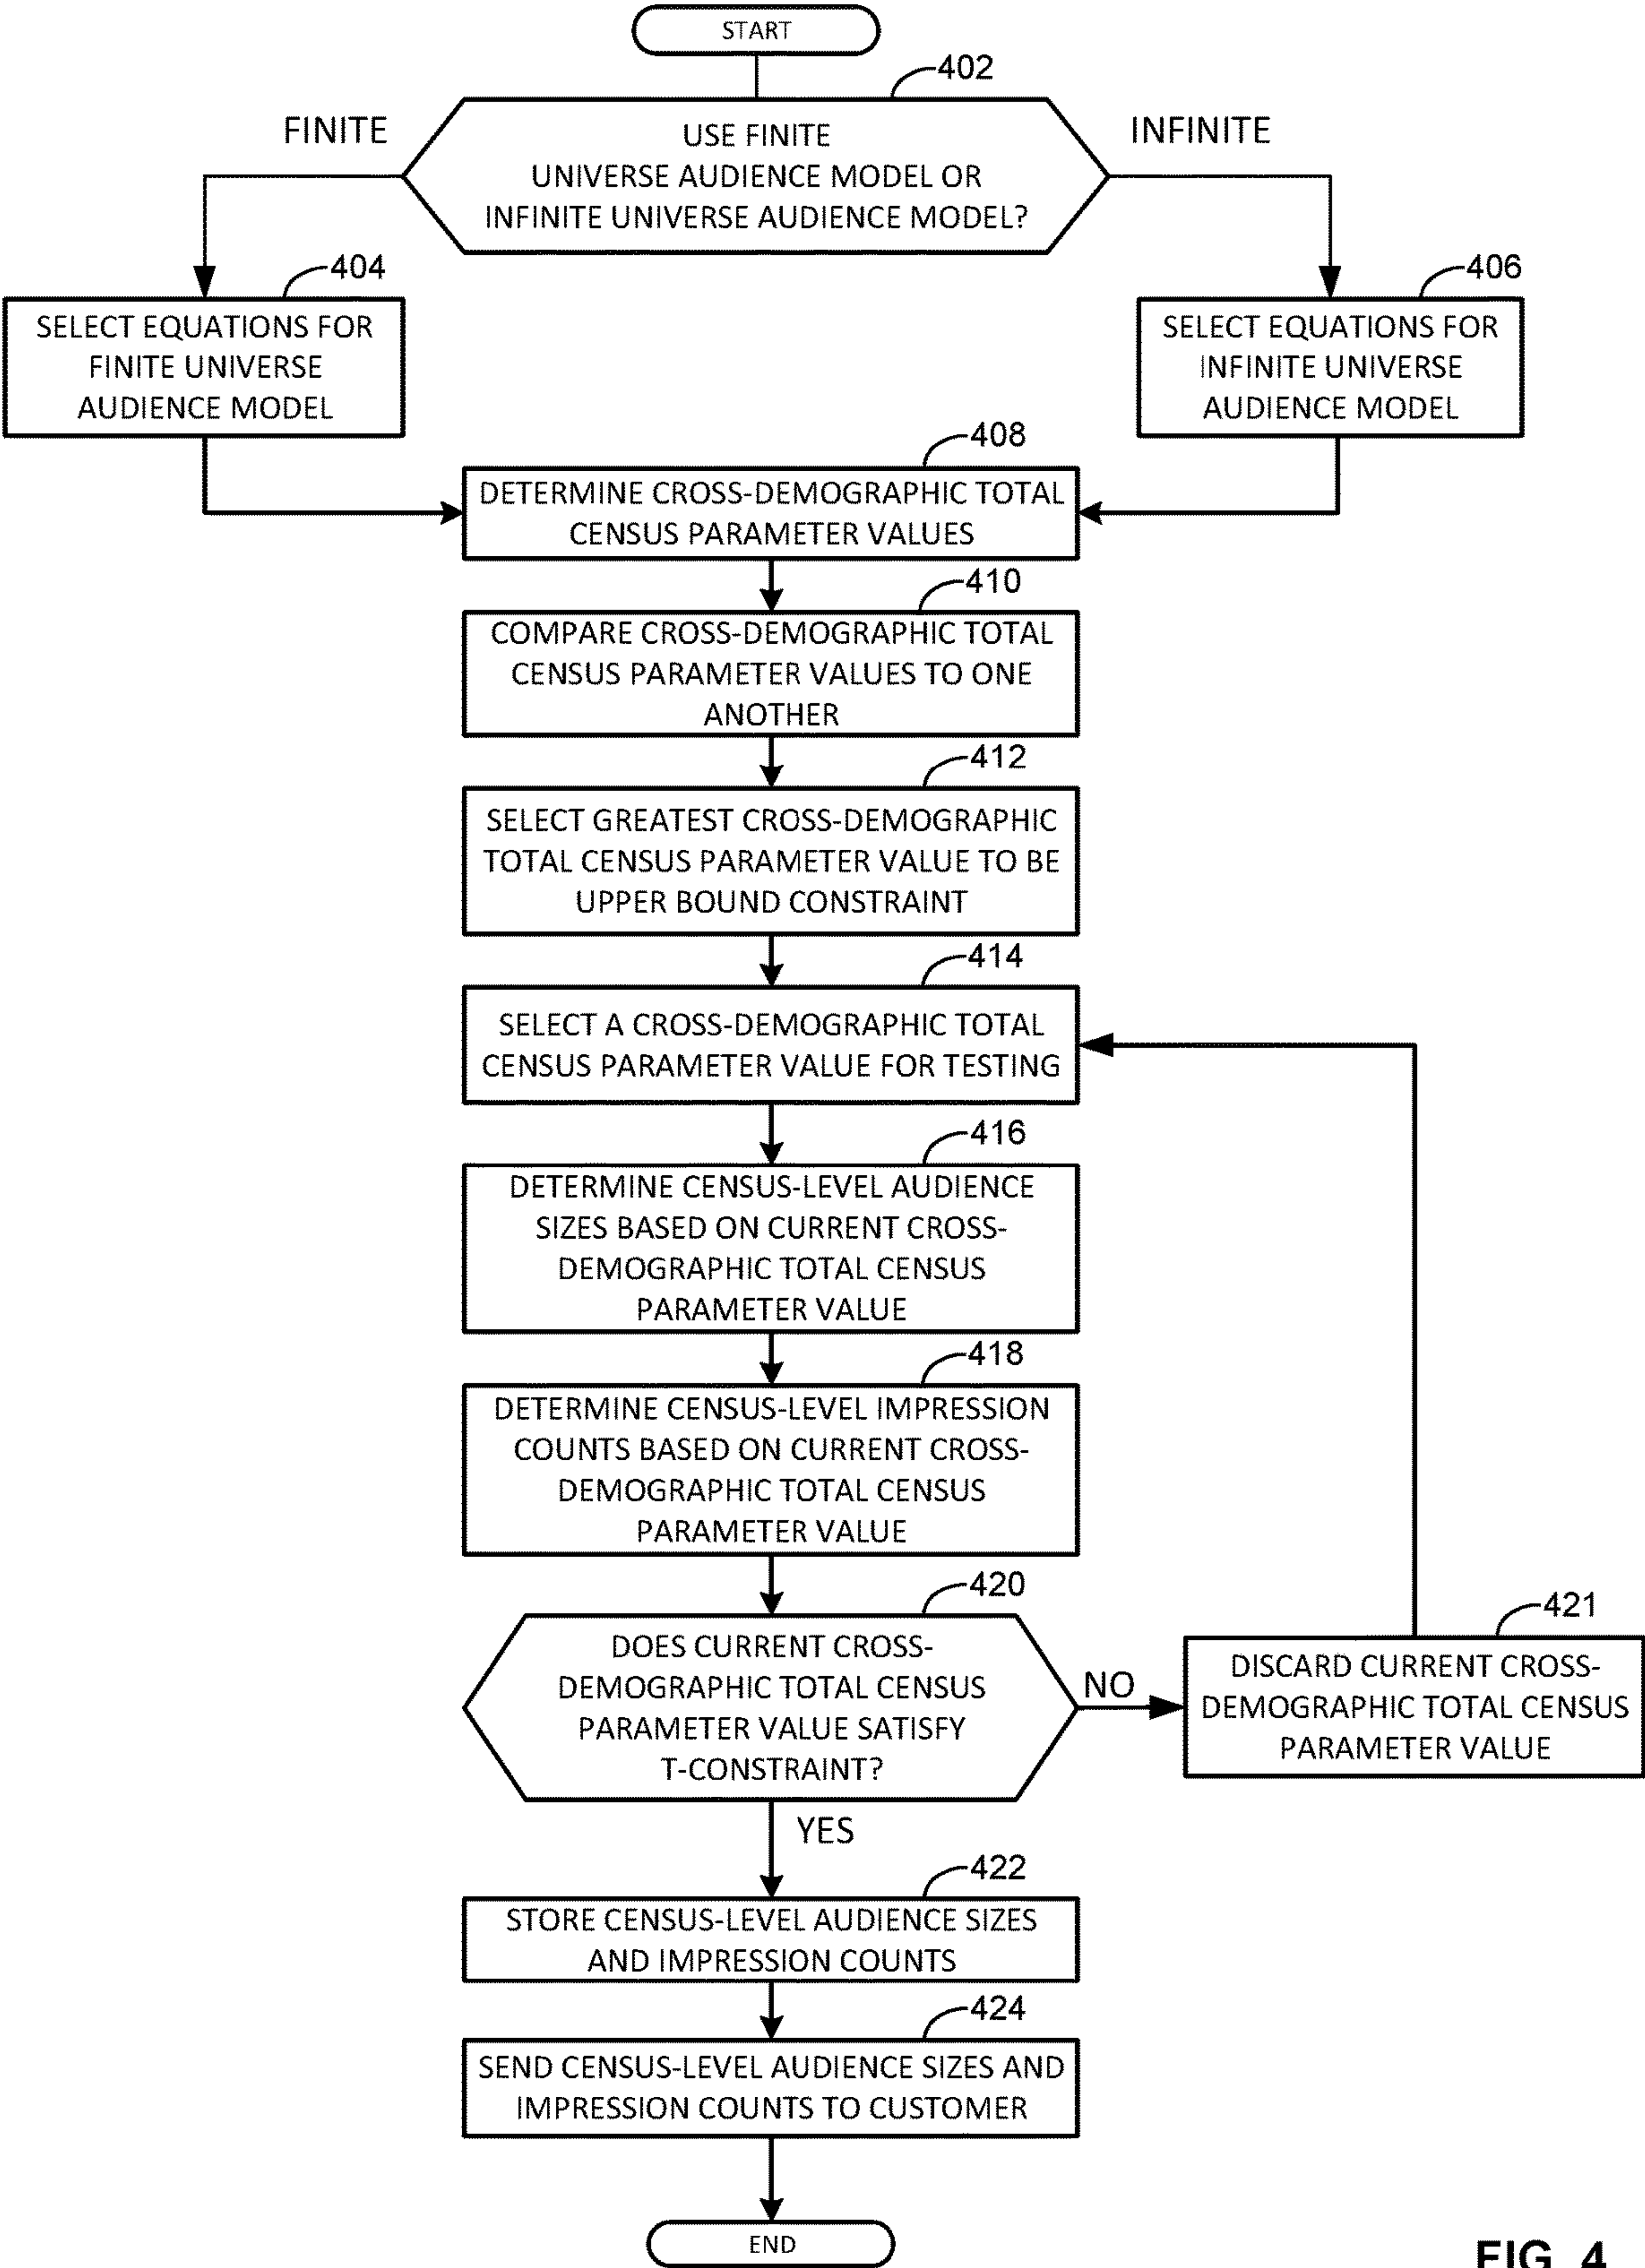 START
402
FINITE
INFINITE
USE FINITE
UNIVERSE AUDIENCE MODEL OR
INFINITE UNIVERSE AUDIENCE MODEL?
404
406
SELECT EQUATIONS FOR
FINITE UNIVERSE
AUDIENCE MODEL
SELECT EQUATIONS FOR
INFINITE UNIVERSE
AUDIENCE MODEL
408
DETERMINE CROSS-DEMOGRAPHIC TOTAL
CENSUS PARAMETER VALUES
410
COMPARE CROSS-DEMOGRAPHIC TOTAL
CENSUS PARAMETER VALUES TO ONE
ANOTHER
412
SELECT GREATEST CROSS-DEMOGRAPHIC
TOTAL CENSUS PARAMETER VALUE TO BE
UPPER BOUND CONSTRAINT
414
SELECT A CROSS-DEMOGRAPHIC TOTAL
CENSUS PARAMETER VALUE FOR TESTING
416
DETERMINE CENSUS-LEVEL AUDIENCE
SIZES BASED ON CURRENT CROSS-
DEMOGRAPHIC TOTAL CENSUS
PARAMETER VALUE
418
DETERMINE CENSUS-LEVEL IMPRESSION
COUNTS BASED ON CURRENT CROSS-
DEMOGRAPHIC TOTAL CENSUS
PARAMETER VALUE
420
DOES CURRENT CROSS-
DEMOGRAPHIC TOTAL CENSUS
PARAMETER VALUE SATISFY
T-CONSTRAINT?
NO
421
DISCARD CURRENT CROSS-
DEMOGRAPHIC TOTAL CENSUS
PARAMETER VALUE
YES
422
STORE CENSUS-LEVEL AUDIENCE SIZES
AND IMPRESSION COUNTS
424
SEND CENSUS-LEVEL AUDIENCE SIZES AND
IMPRESSION COUNTS TO CUSTOMER
END
FIG. 4